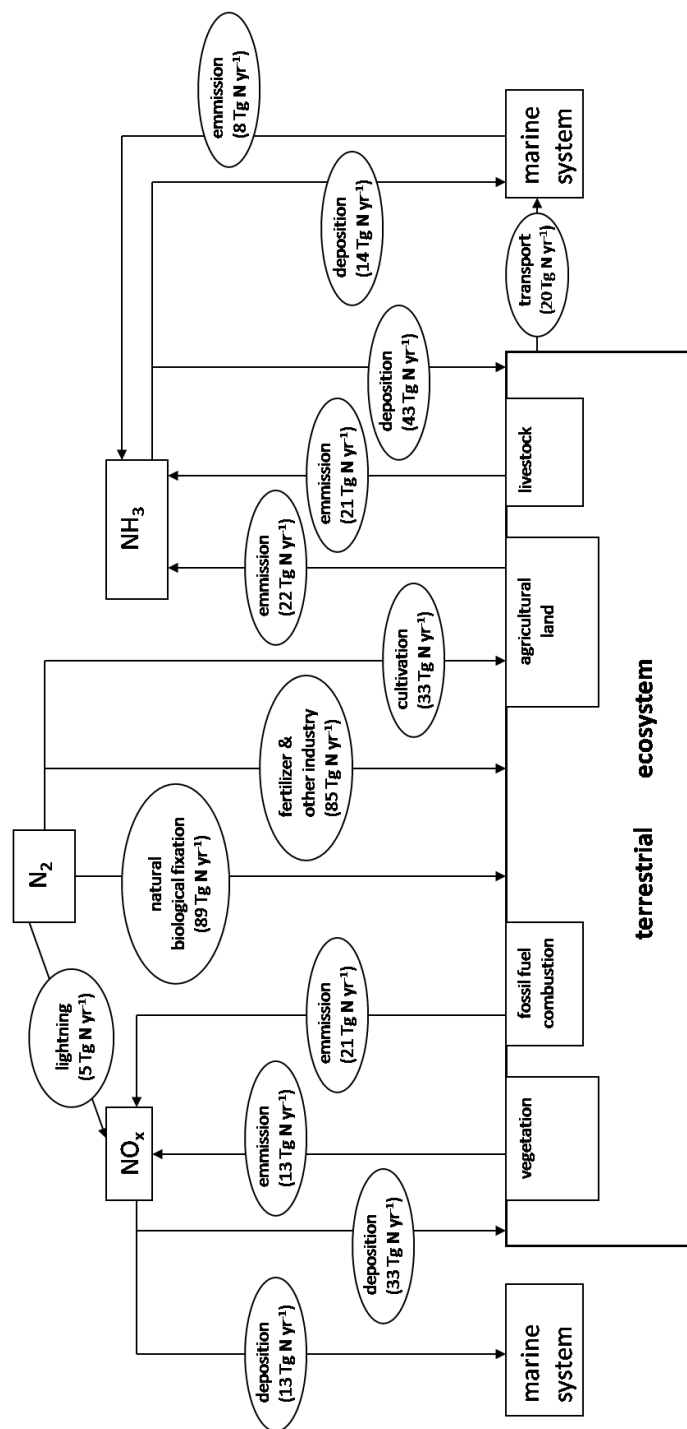 N₂
lightning
(5 Tg N yr⁻¹)
NOₓ
NH₃
natural
biological fixation
(89 Tg N yr⁻¹)
emmission
(8 Tg N yr⁻¹)
deposition
(13 Tg N yr⁻¹)
emmission
(13 Tg N yr⁻¹)
emmission
(22 Tg N yr⁻¹)
fertilizer &
other industry
(85 Tg N yr⁻¹)
emmission
(21 Tg N yr⁻¹)
emmission
(21 Tg N yr⁻¹)
deposition
(14 Tg N yr⁻¹)
deposition
(33 Tg N yr⁻¹)
deposition
(43 Tg N yr⁻¹)
cultivation
(33 Tg N yr⁻¹)
marine
system
vegetation
fossil fuel
combustion
agricultural
land
livestock
transport
(20 Tg N yr⁻¹)
marine
system
terrestrial ecosystem